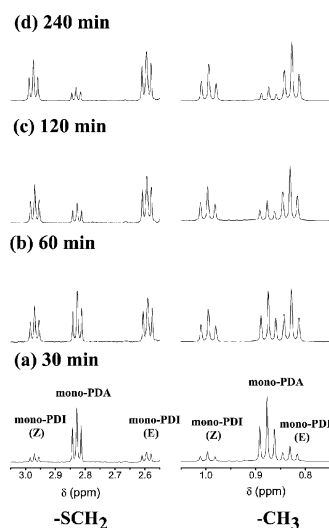 (d) 240 min
(c) 120 min
(b) 60 min
(a) 30 min
mono-PDA
mono-PDI
(Z)
mono-PDI
(E)
mono-PDA
mono-PDI
(Z)
mono-PDI
(E)
3.0 2.9 2.8 2.7 2.6
1.0 0.9 0.8
δ (ppm)
δ (ppm)
-SCH2
-CH3